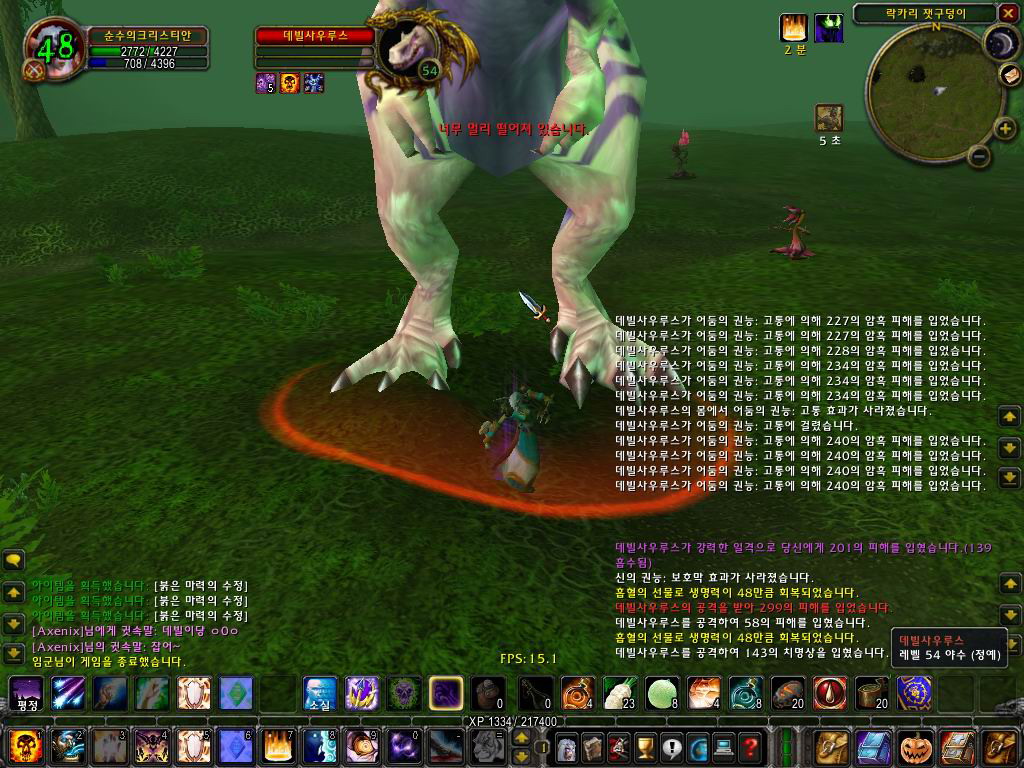 순수의크리스티안
48
2772 / 4227
708 / 4396
데빌사우루스
54
5
2 분
락카리 잿구덩이
N
5 초
너무 멀리 떨어져 있습니다.
데빌사우루스가 어둠의 권능: 고통에 의해 227의 암흑 피해를 입었습니다.
데빌사우루스가 어둠의 권능: 고통에 의해 227의 암흑 피해를 입었습니다.
데빌사우루스가 어둠의 권능: 고통에 의해 228의 암흑 피해를 입었습니다.
데빌사우루스가 어둠의 권능: 고통에 의해 234의 암흑 피해를 입었습니다.
데빌사우루스가 어둠의 권능: 고통에 의해 234의 암흑 피해를 입었습니다.
데빌사우루스가 어둠의 권능: 고통에 의해 234의 암흑 피해를 입었습니다.
데빌사우루스의 몸에서 어둠의 권능: 고통 효과가 사라졌습니다.
데빌사우루스가 어둠의 권능: 고통에 걸렸습니다.
데빌사우루스가 어둠의 권능: 고통에 의해 240의 암흑 피해를 입었습니다.
데빌사우루스가 어둠의 권능: 고통에 의해 240의 암흑 피해를 입었습니다.
데빌사우루스가 어둠의 권능: 고통에 의해 240의 암흑 피해를 입었습니다.
데빌사우루스가 어둠의 권능: 고통에 의해 240의 암흑 피해를 입었습니다.
데빌사우루스가 강력한 일격으로 당신에게 201의 피해를 입혔습니다.(139
흡수됨)
신의 권능: 보호막 효과가 사라졌습니다.
흡혈의 선물로 생명력이 48만큼 회복되었습니다.
데빌사우루스의 공격을 받아 299의 피해를 입었습니다.
데빌사우루스를 공격하여 58의 피해를 입혔습니다.
흡혈의 선물로 생명력이 48만큼 회복되었습니다.
데빌사우루스를 공격하여 143의 치명상을 입혔습니다.
아이템을 획득했습니다: [붉은 마력의 수정]
아이템을 획득했습니다: [붉은 마력의 수정]
아이템을 획득했습니다: [붉은 마력의 수정]
[Axenix]님에게 귓속말: 데빌이당 ㅇ0ㅇ
[Axenix]님의 귓속말: 잡어~
임군님이 게임을 종료했습니다.
FPS:15.1
데빌사우루스
레벨 54 야수 (정예)
평정
소실
0
0
4
23
8
4
8
20
1
20
XP 1334 / 217400
1
2
3
4
5
6
7
8
9
0
-
=
1